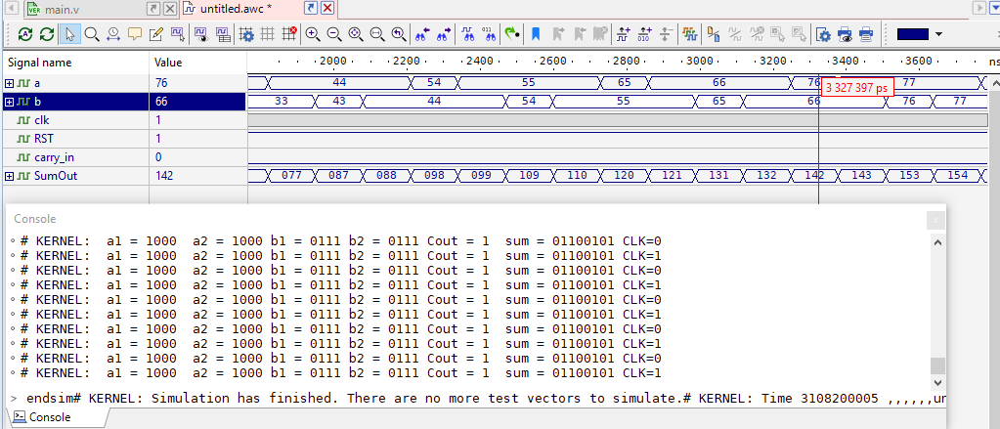 main.v untitled.awc *
Signal name Value 2000 2200 2400 2600 2800 3000 3200 3400 3600 ns
a 76 44 54 55 65 66 76 77
3 327 397 ps
b 66 33 43 44 54 55 65 66 76 77
clk 1
RST 1
carry_in 0
SumOut 142 077 087 088 098 099 109 110 120 121 131 132 142 143 153 154
Console
# KERNEL: a1 = 1000 a2 = 1000 b1 = 0111 b2 = 0111 Cout = 1 sum = 01100101 CLK=0
# KERNEL: a1 = 1000 a2 = 1000 b1 = 0111 b2 = 0111 Cout = 1 sum = 01100101 CLK=1
# KERNEL: a1 = 1000 a2 = 1000 b1 = 0111 b2 = 0111 Cout = 1 sum = 01100101 CLK=0
# KERNEL: a1 = 1000 a2 = 1000 b1 = 0111 b2 = 0111 Cout = 1 sum = 01100101 CLK=1
# KERNEL: a1 = 1000 a2 = 1000 b1 = 0111 b2 = 0111 Cout = 1 sum = 01100101 CLK=0
# KERNEL: a1 = 1000 a2 = 1000 b1 = 0111 b2 = 0111 Cout = 1 sum = 01100101 CLK=1
# KERNEL: a1 = 1000 a2 = 1000 b1 = 0111 b2 = 0111 Cout = 1 sum = 01100101 CLK=0
# KERNEL: a1 = 1000 a2 = 1000 b1 = 0111 b2 = 0111 Cout = 1 sum = 01100101 CLK=1
# KERNEL: a1 = 1000 a2 = 1000 b1 = 0111 b2 = 0111 Cout = 1 sum = 01100101 CLK=0
# KERNEL: a1 = 1000 a2 = 1000 b1 = 0111 b2 = 0111 Cout = 1 sum = 01100101 CLK=1
> endsim# KERNEL: Simulation has finished. There are no more test vectors to simulate.# KERNEL: Time 3108200005 ,,,,,,un
Console